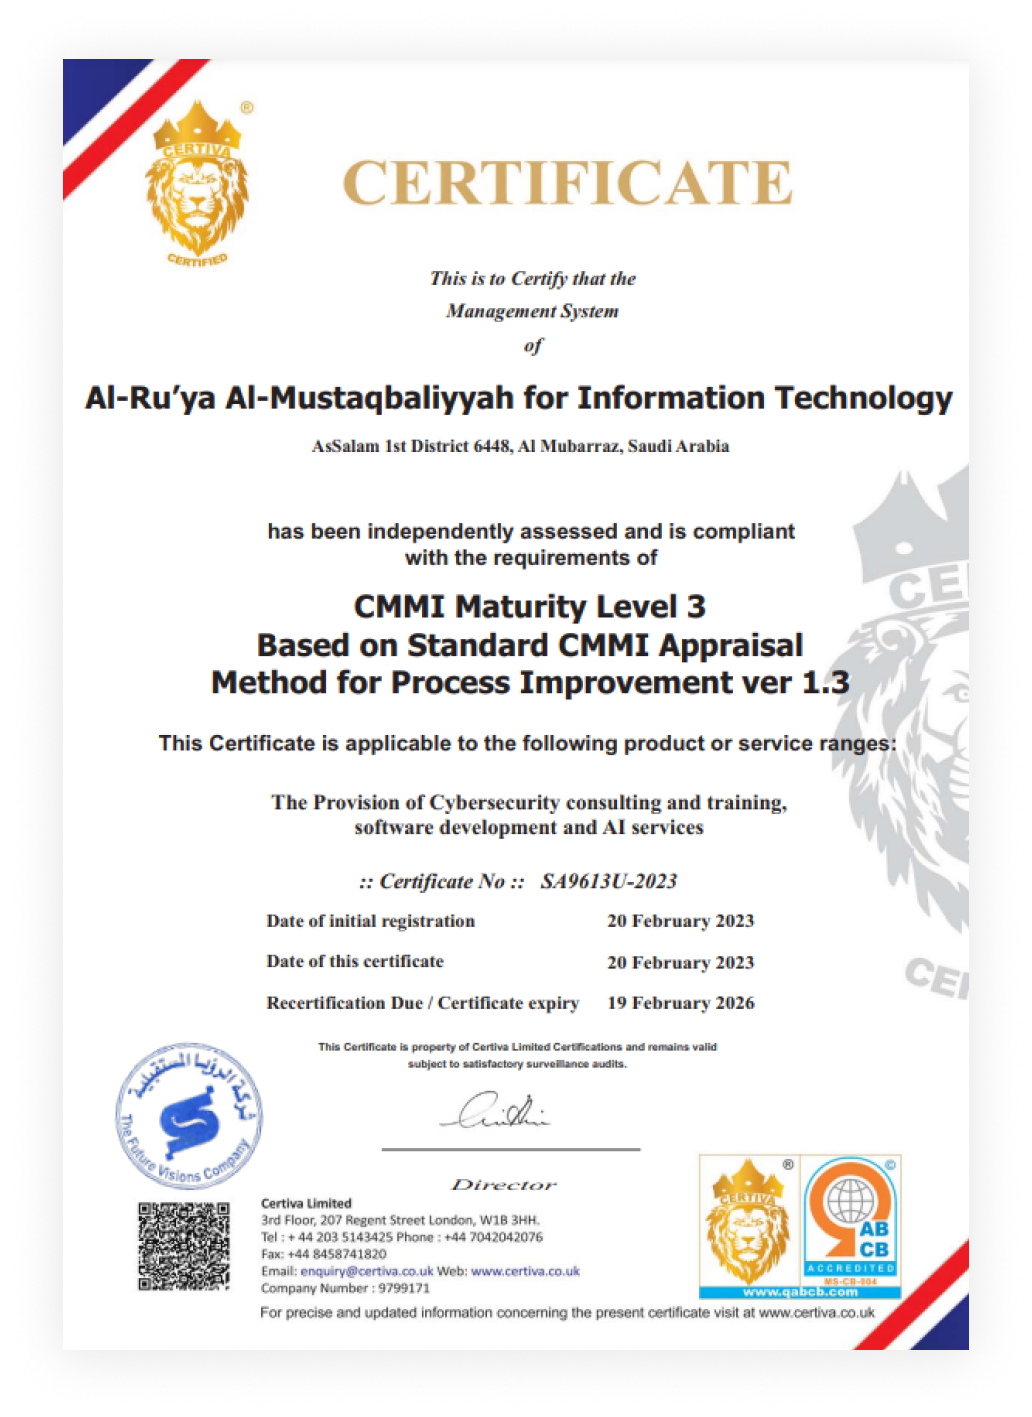 ®
CERTIVA
CERTIFIED
CERTIFICATE
This is to Certify that the
Management System
of
Al-Ru’ya Al-Mustaqbaliyyah for Information Technology
AsSalam 1st District 6448, Al Mubarraz, Saudi Arabia
has been independently assessed and is compliant
with the requirements of
CMMI Maturity Level 3
Based on Standard CMMI Appraisal
Method for Process Improvement ver 1.3
This Certificate is applicable to the following product or service ranges:
The Provision of Cybersecurity consulting and training,
software development and AI services
:: Certificate No :: SA9613U-2023
Date of initial registration 20 February 2023
Date of this certificate 20 February 2023
Recertification Due / Certificate expiry 19 February 2026
This Certificate is property of Certiva Limited Certifications and remains valid
subject to satisfactory surveillance audits.
شركة الرؤيا المستقبلية
The Future Visions Company
Director
Certiva Limited
3rd Floor, 207 Regent Street London, W1B 3HH.
Tel : + 44 203 5143425 Phone : +44 7042042076
Fax: +44 8458741820
Email: enquiry@certiva.co.uk Web: www.certiva.co.uk
Company Number : 9799171
For precise and updated information concerning the present certificate visit at www.certiva.co.uk
® ©
CERTIVA
AB
CB
ACCREDITED
MS-CB-004
www.qabcb.com
CE
CE